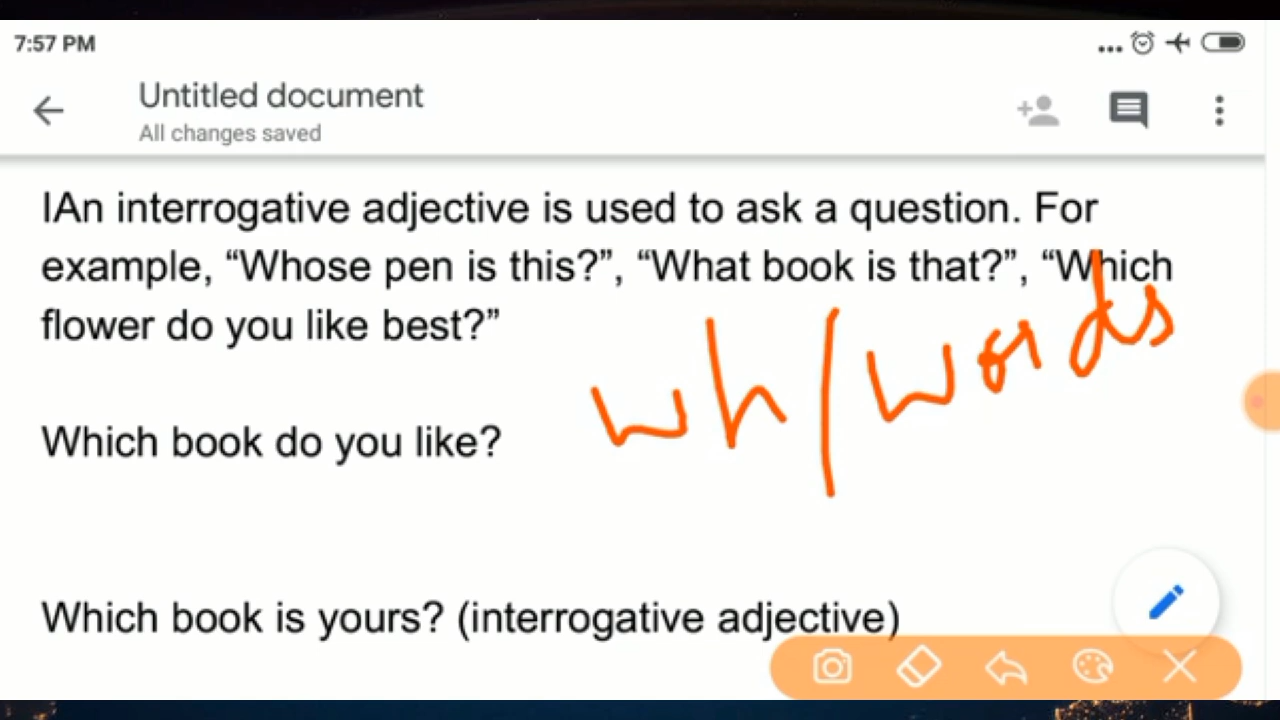 7:57 PM
Untitled document
All changes saved
IAn interrogative adjective is used to ask a question. For
example, “Whose pen is this?”, “What book is that?”, “Which
flower do you like best?”
wh/words
Which book do you like?
Which book is yours? (interrogative adjective)